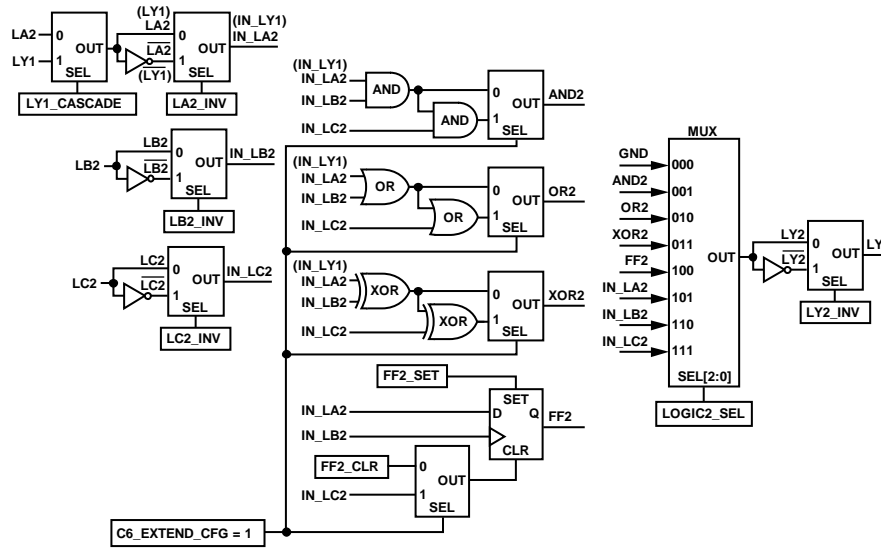 (LY1)
LA2
(IN_LY1)
LA2
0
OUT
LA2
0
OUT
IN_LA2
LY1
1
1
SEL
(LY1)
SEL
LY1_CASCADE
LA2_INV
LB2
0
OUT
IN_LB2
LB2
LB2
1
SEL
LB2_INV
LC2
0
OUT
IN_LC2
LC2
LC2
1
SEL
LC2_INV
(IN_LY1)
IN_LA2
AND
0
OUT
AND2
IN_LB2
AND
1
IN_LC2
SEL
(IN_LY1)
IN_LA2
OR
0
OUT
OR2
IN_LB2
IN_LC2
OR
1
SEL
(IN_LY1)
IN_LA2
XOR
0
OUT
XOR2
IN_LB2
IN_LC2
XOR
1
SEL
FF2_SET
SET
IN_LA2
D
Q
FF2
IN_LB2
CLR
FF2_CLR
0
OUT
IN_LC2
1
SEL
C6_EXTEND_CFG = 1
MUX
GND
000
AND2
001
OR2
010
XOR2
011
FF2
100
IN_LA2
101
IN_LB2
110
IN_LC2
111
OUT
SEL[2:0]
LOGIC2_SEL
LY2
0
OUT
LY
LY2
1
SEL
LY2_INV